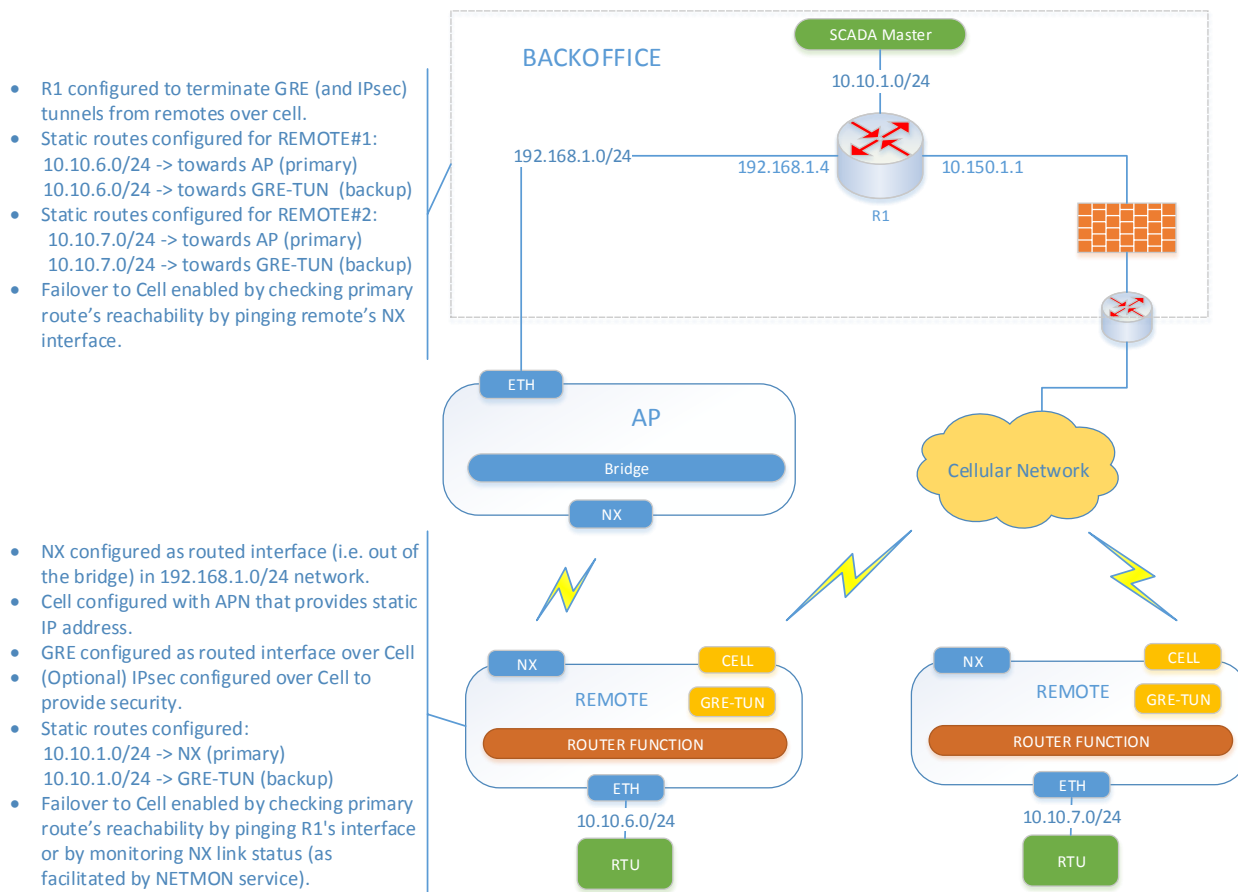 SCADA Master
BACKOFFICE
10.10.1.0/24
192.168.1.0/24
192.168.1.4
10.150.1.1
R1
• R1 configured to terminate GRE (and IPsec)
tunnels from remotes over cell.
• Static routes configured for REMOTE#1:
10.10.6.0/24 -> towards AP (primary)
10.10.6.0/24 -> towards GRE-TUN (backup)
• Static routes configured for REMOTE#2:
10.10.7.0/24 -> towards AP (primary)
10.10.7.0/24 -> towards GRE-TUN (backup)
• Failover to Cell enabled by checking primary
route's reachability by pinging remote's NX
interface.
ETH
AP
Bridge
NX
Cellular Network
• NX configured as routed interface (i.e. out of
the bridge) in 192.168.1.0/24 network.
• Cell configured with APN that provides static
IP address.
• GRE configured as routed interface over Cell
• (Optional) IPsec configured over Cell to
provide security.
• Static routes configured:
10.10.1.0/24 -> NX (primary)
10.10.1.0/24 -> GRE-TUN (backup)
• Failover to Cell enabled by checking primary
route's reachability by pinging R1's interface
or by monitoring NX link status (as
facilitated by NETMON service).
NX
CELL
REMOTE
GRE-TUN
ROUTER FUNCTION
ETH
10.10.6.0/24
RTU
NX
CELL
REMOTE
GRE-TUN
ROUTER FUNCTION
ETH
10.10.7.0/24
RTU